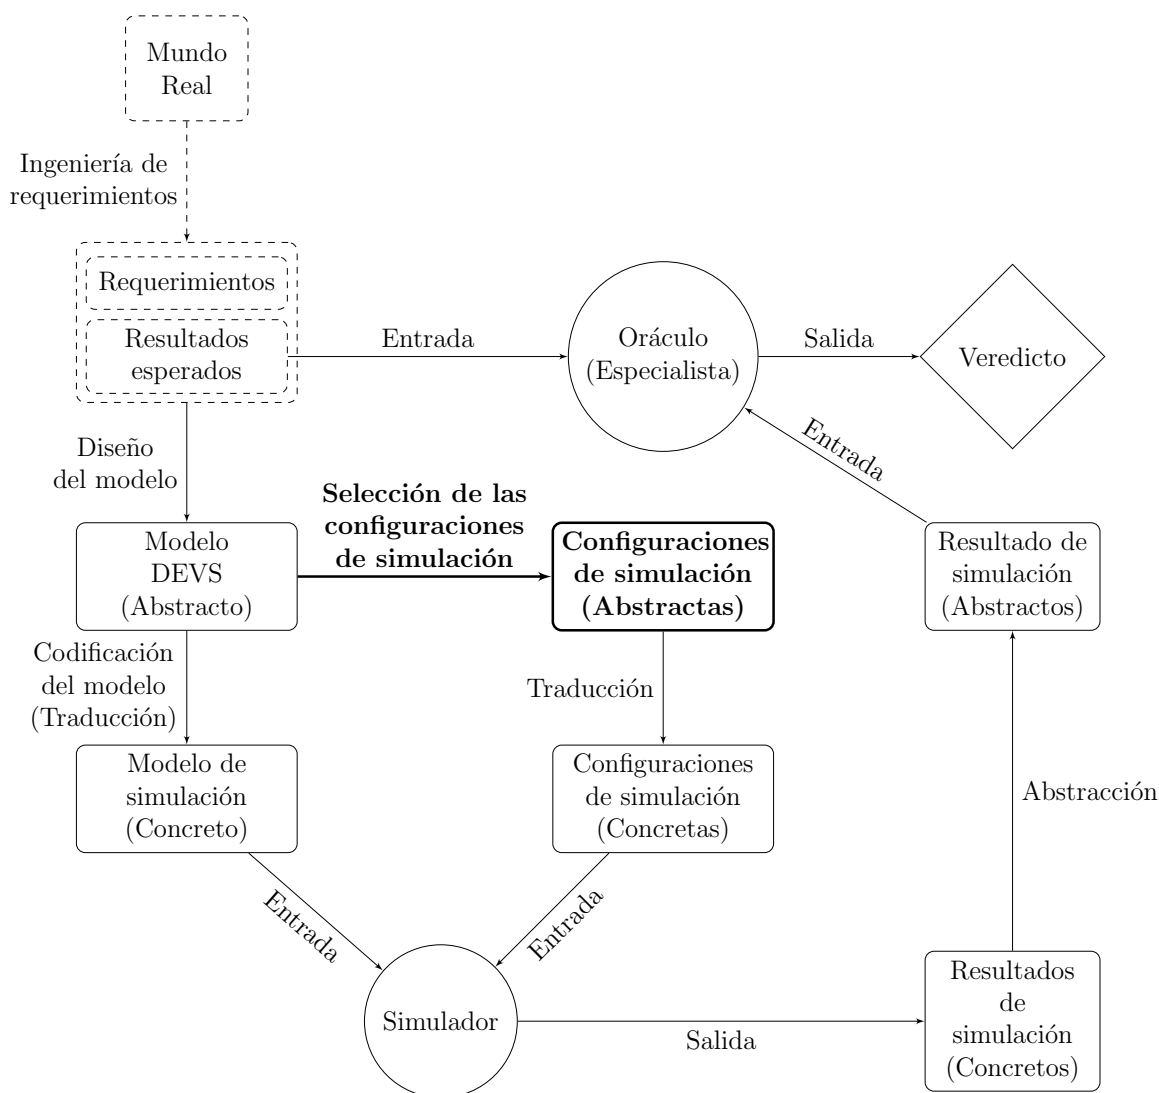 Mundo
Real
Ingeniería de
requerimientos
Requerimientos
Resultados
esperados
Entrada
Oráculo
(Especialista)
Salida
Veredicto
Diseño
del modelo
Entrada
Selección de las
configuraciones
de simulación
Modelo
DEVS
(Abstracto)
Configuraciones
de simulación
(Abstractas)
Resultado de
simulación
(Abstractos)
Codificación
del modelo
(Traducción)
Traducción
Modelo de
simulación
(Concreto)
Configuraciones
de simulación
(Concretas)
Abstracción
Entrada
Entrada
Simulador
Salida
Resultados
de
simulación
(Concretos)